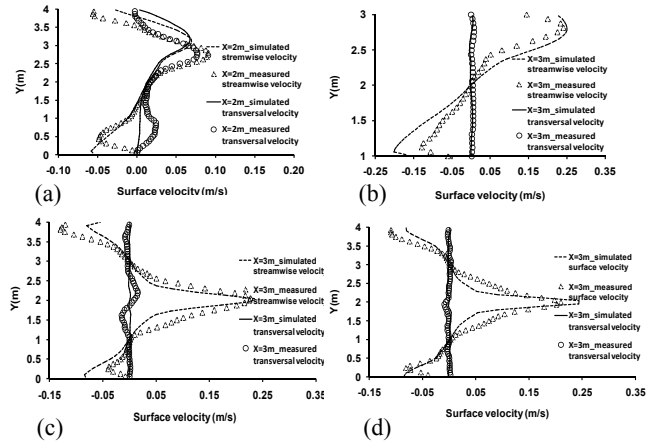 (a)
Y(m)
4
3.5
3
2.5
2
1.5
1
0.5
0
-0.10 -0.05 0.00 0.05 0.10 0.15 0.20
Surface velocity (m/s)
X=2m_simulated
stremwise velocity
X=2m_measured
streamwise velocity
X=2m_simulated
transversal velocity
X=2m_measured
transversal velocity
(b)
Y(m)
3
2
1
-0.25 -0.15 -0.05 0.05 0.15 0.25 0.35
Surface velocity (m/s)
X=3m_simulated
streamwise velocity
X=3m_measured
streamwise velocity
X=3m_simulated
transversal velocity
X=3m_measured
transversal velocity
(c)
Y(m)
4
3.5
3
2.5
2
1.5
1
0.5
0
-0.15 -0.05 0.05 0.15 0.25 0.35
Surface velocity (m/s)
X=3m_simulated
streamwise velocit
X=3m_measured
streamwise velocit
X=3m_simulated
transversal velocity
X=3m_measured
transversal velocity
(d)
Y(m)
4
3.5
3
2.5
2
1.5
1
0.5
0
-0.15 -0.05 0.05 0.15 0.25 0.35
Surface velocity (m/s)
X=3m_simulated
surface velocity
X=3m_measured
surface velocity
X=3m_simulated
transversal velocity
X=3m_measured
transversal velocity